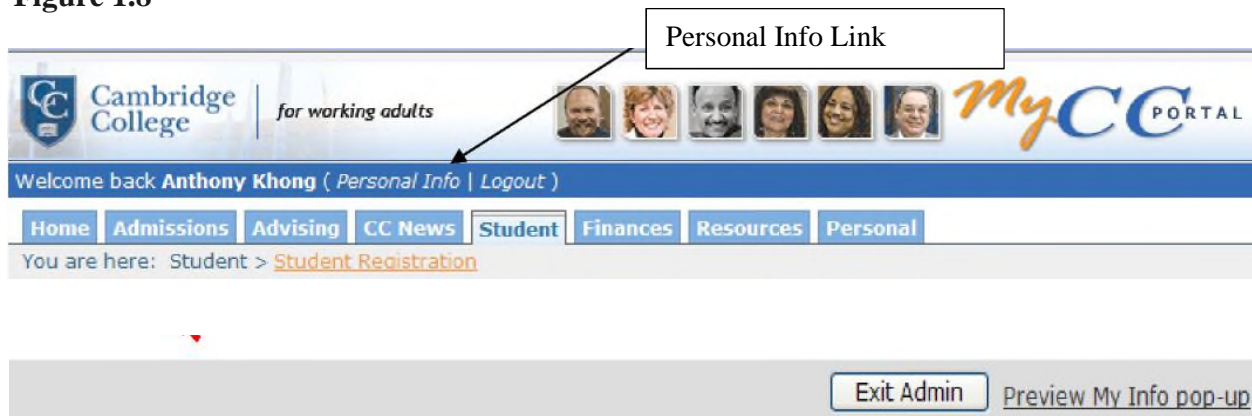 Figure 1.8
Personal Info Link
CC Cambridge College | for working adults
MyCC PORTAL
Welcome back Anthony Khong ( Personal Info | Logout )
Home Admissions Advising CC News Student Finances Resources Personal
You are here: Student > Student Registration
Exit Admin Preview My Info pop-up